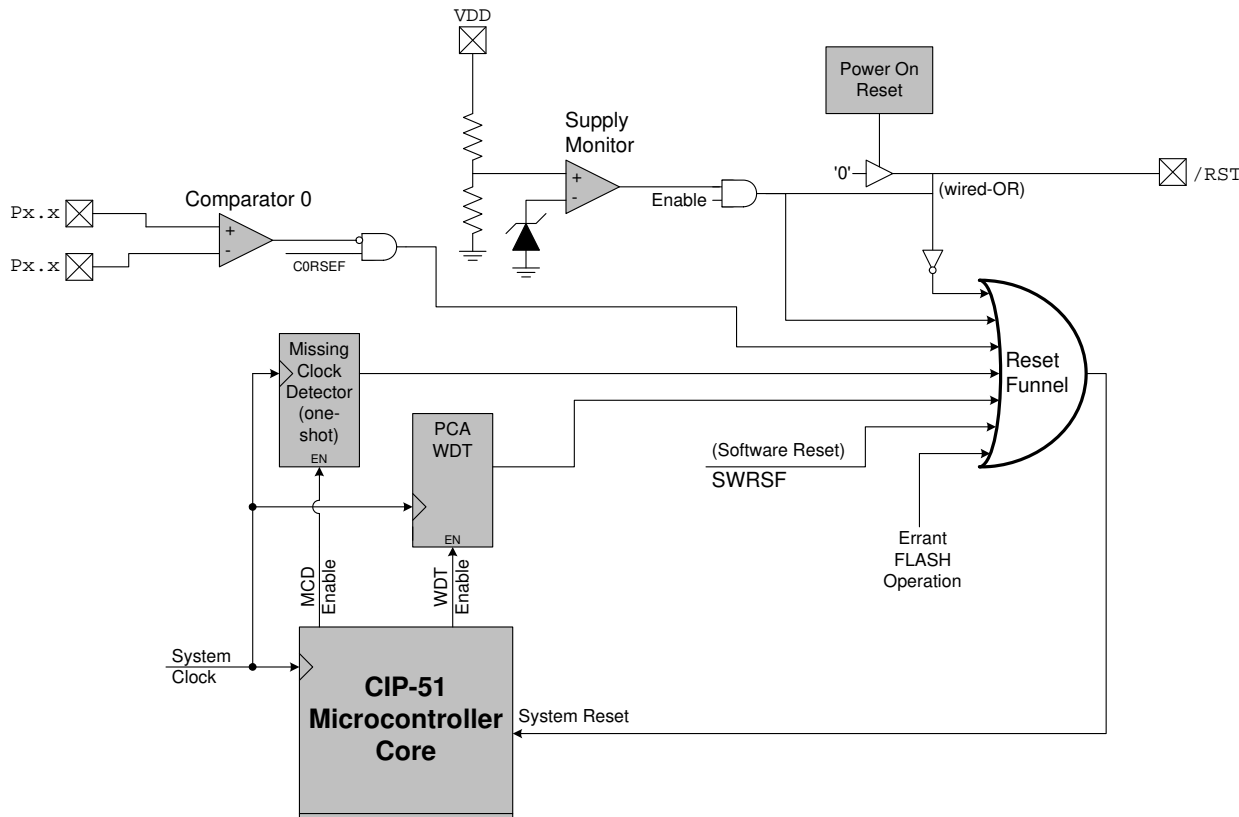 VDD
Power On
Reset
Supply
Monitor
+
-
Enable
'0'
(wired-OR)
/RST
Comparator 0
Px.x
Px.x
+
-
C0RSEF
Missing
Clock
Detector
(one-
shot)
EN
PCA
WDT
EN
(Software Reset)
SWRSF
Errant
FLASH
Operation
Reset
Funnel
MCD
Enable
WDT
Enable
System
Clock
CIP-51
Microcontroller
Core
System Reset